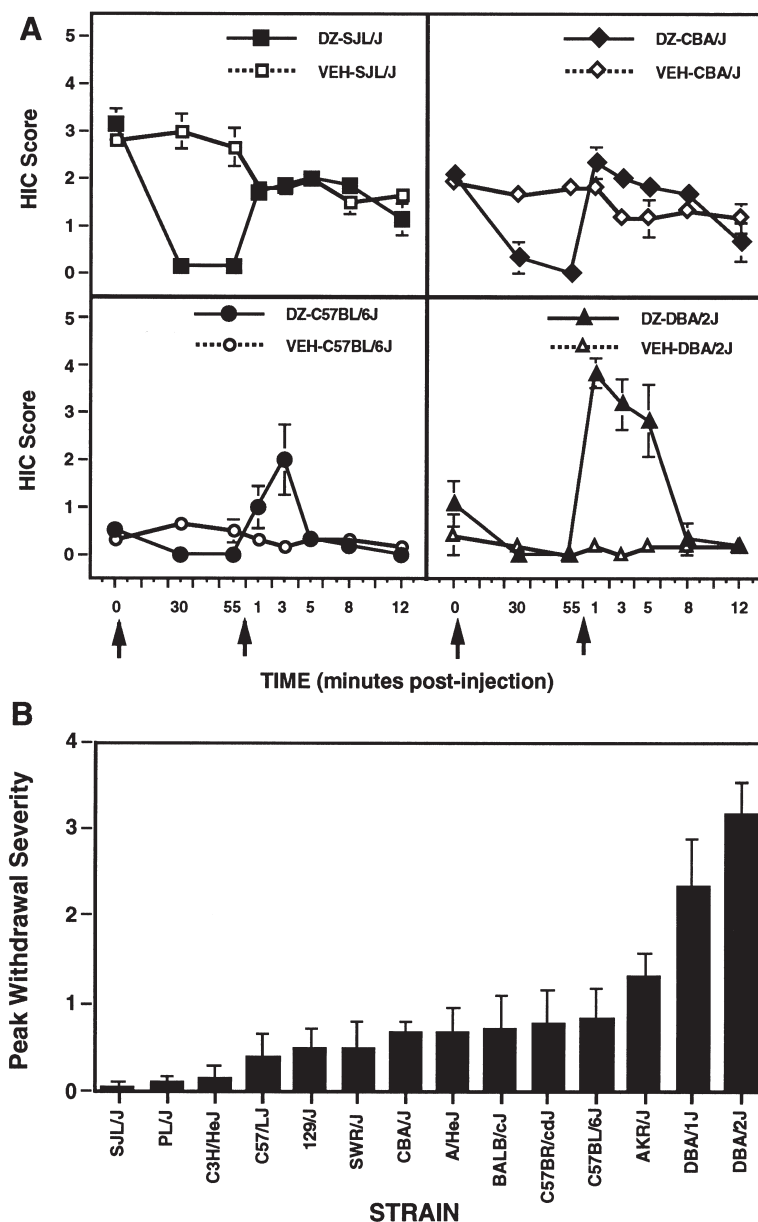 A
HIC Score
5
4
3
2
1
0
DZ-SJL/J
VEH-SJL/J
DZ-CBA/J
VEH-CBA/J
HIC Score
5
4
3
2
1
0
DZ-C57BL/6J
VEH-C57BL/6J
DZ-DBA/2J
VEH-DBA/2J
0 30 55 1 3 5 8 12
0 30 55 1 3 5 8 12
TIME (minutes post-injection)
B
Peak Withdrawal Severity
4
3
2
1
0
SJL/J
PL/J
C3H/HeJ
C57/LJ
129/J
SWR/J
CBA/J
A/HeJ
BALB/cJ
C57BR/cdJ
C57BL/6J
AKR/J
DBA/1J
DBA/2J
STRAIN